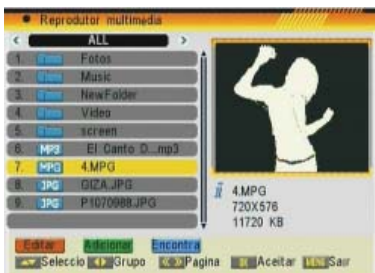 Reprodutor multimedia
ALL
1. Fotos
2. Music
3. NewFolder
4. Video
5. screen
6. MP3 El Canto D...mp3
7. MPG 4.MPG
8. JPG GIZA.JPG
9. JPG P1070988.JPG
4.MPG
720X576
11720 KB
Editar Adicionar Encontra
Seleccio Grupo Pagina Aceitar MENU Sair